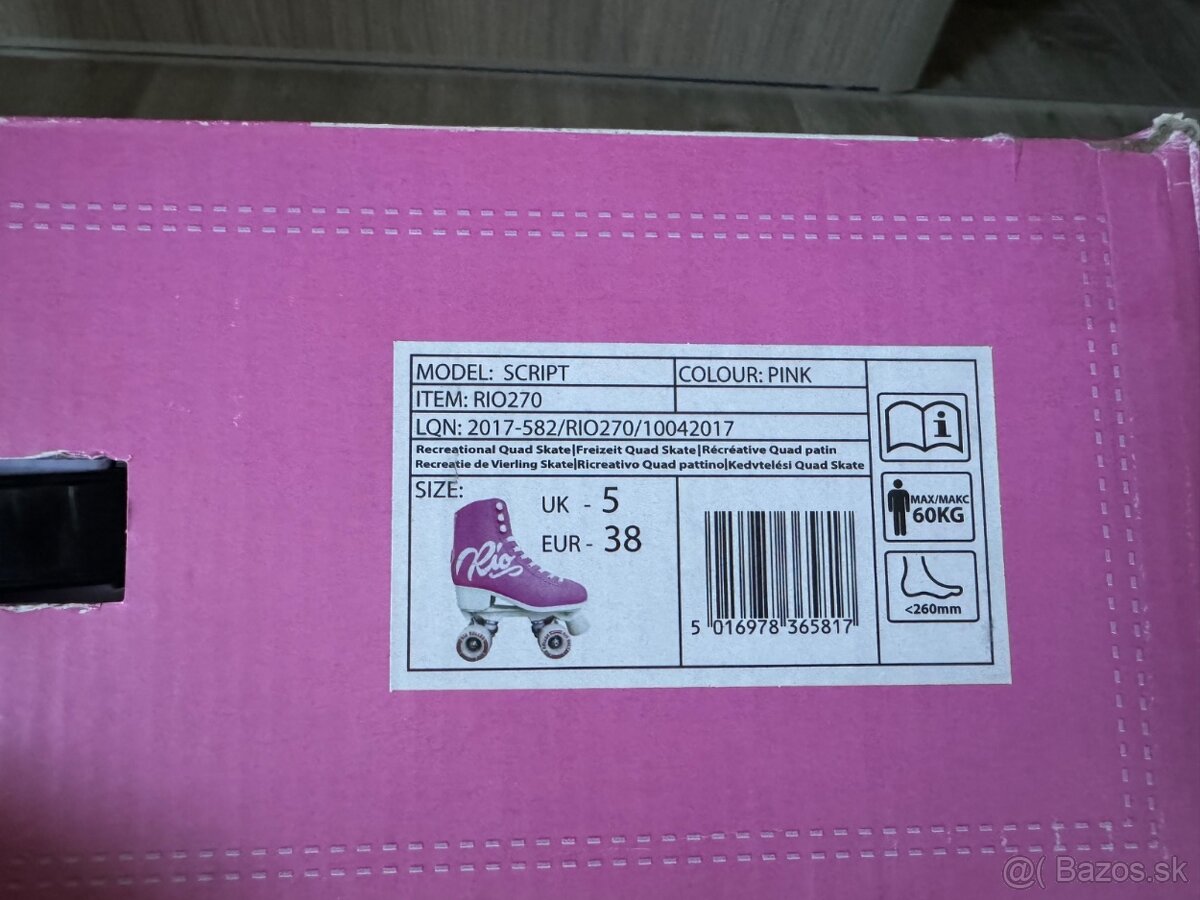 MODEL: SCRIPT
COLOUR: PINK
ITEM: RIO270
LQN: 2017-582/RIO270/10042017
Recreational Quad Skate|Freizeit Quad Skate|Récréative Quad patin
Recreatie de Vierling Skate|Ricreativo Quad pattino|Kedvtelési Quad Skate
SIZE:
UK - 5
EUR - 38
Rio
5 016978 365817
i
MAX/МАКС
60KG
<260mm
@( Bazos.sk